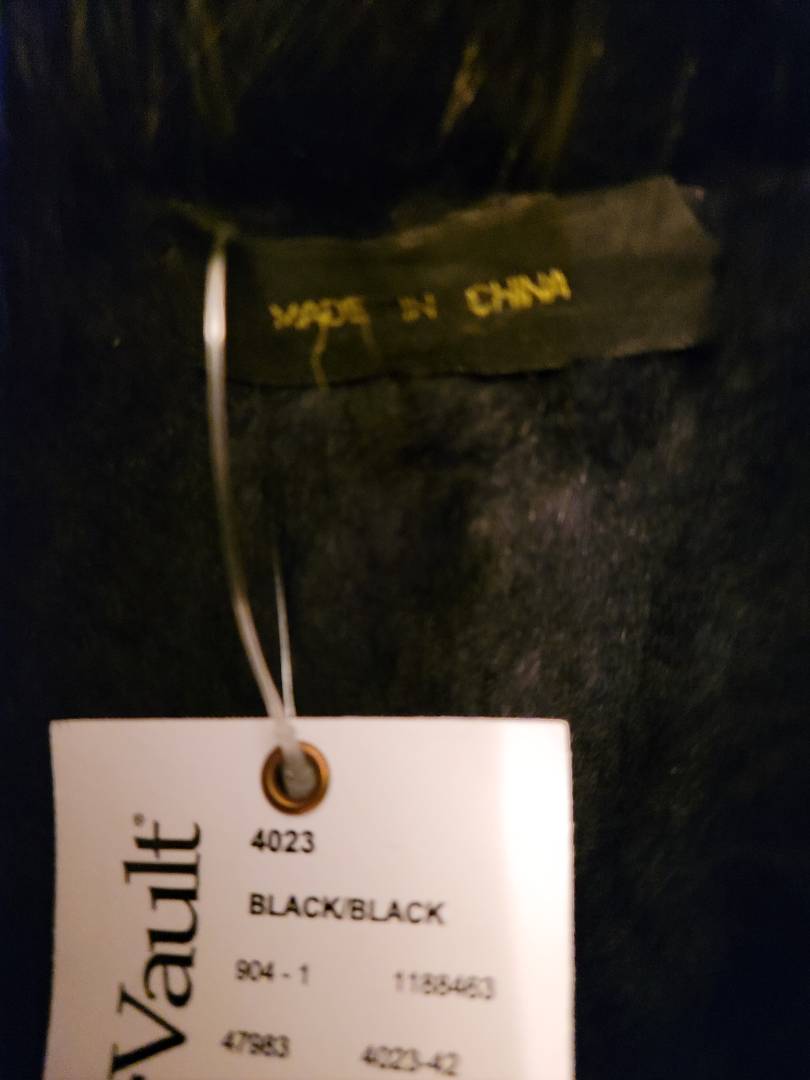 MADE IN CHINA
4023
BLACK/BLACK
904 - 1 1188463
47983 4023-42
Vault®